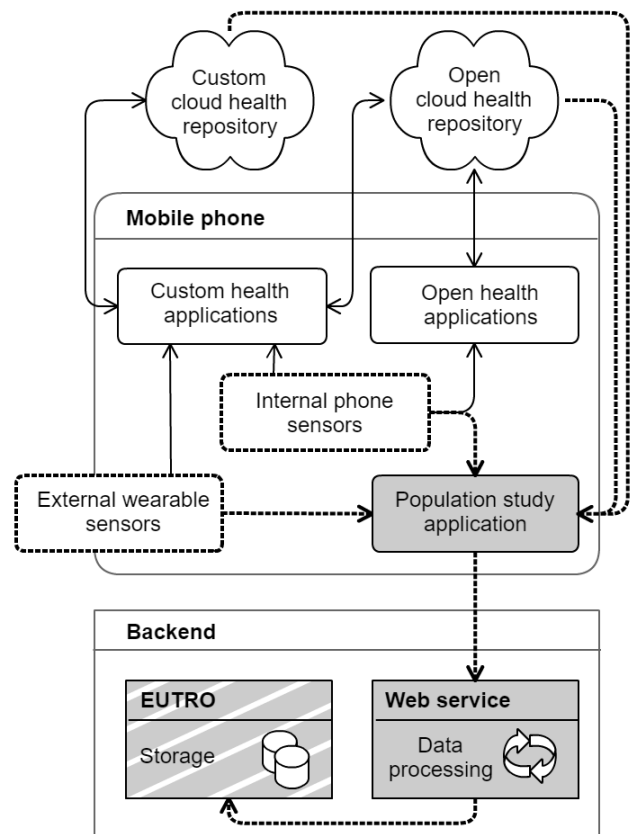 Custom
cloud health
repository
Open
cloud health
repository
Mobile phone
Custom health
applications
Open health
applications
Internal phone
sensors
External wearable
sensors
Population study
application
Backend
EUTRO
Storage
Web service
Data
processing